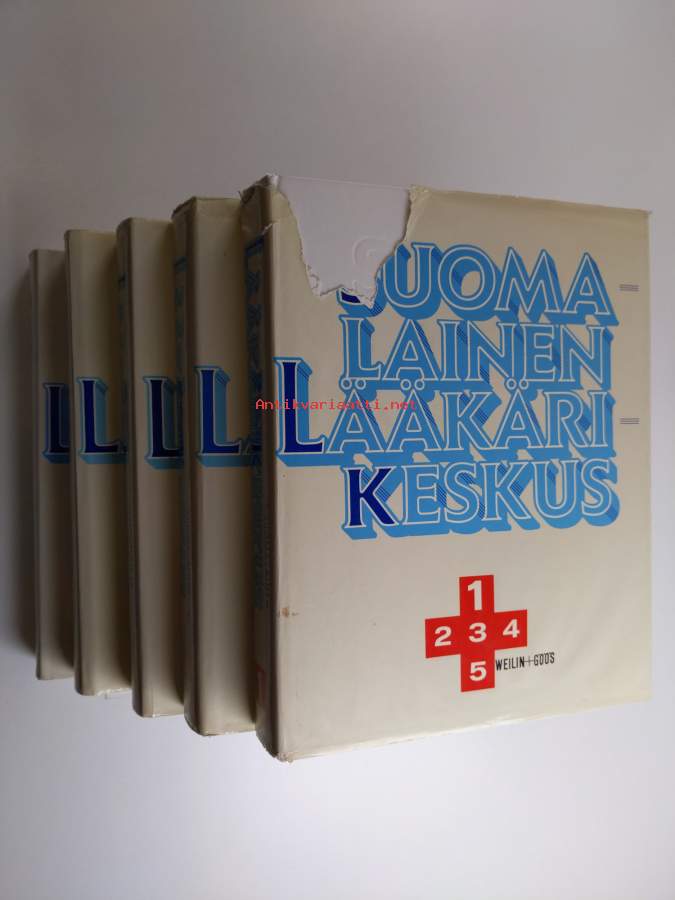 SUOMA
LAINEN
LÄÄKÄRI
KESKUS
1
2 3 4
5
WEILIN+GÖÖS
L L L L
Antikvariaatti.net